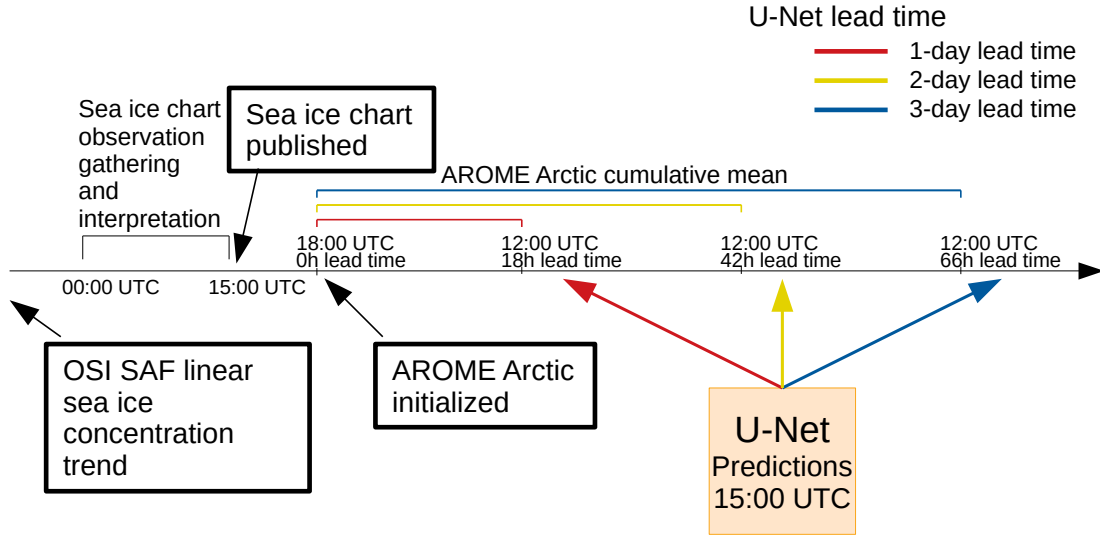 U-Net lead time
1-day lead time
2-day lead time
3-day lead time
Sea ice chart
observation
gathering
and
interpretation
Sea ice chart
published
AROME Arctic cumulative mean
18:00 UTC
0h lead time
12:00 UTC
18h lead time
12:00 UTC
42h lead time
12:00 UTC
66h lead time
00:00 UTC
15:00 UTC
OSI SAF linear
sea ice
concentration
trend
AROME Arctic
initialized
U-Net
Predictions
15:00 UTC